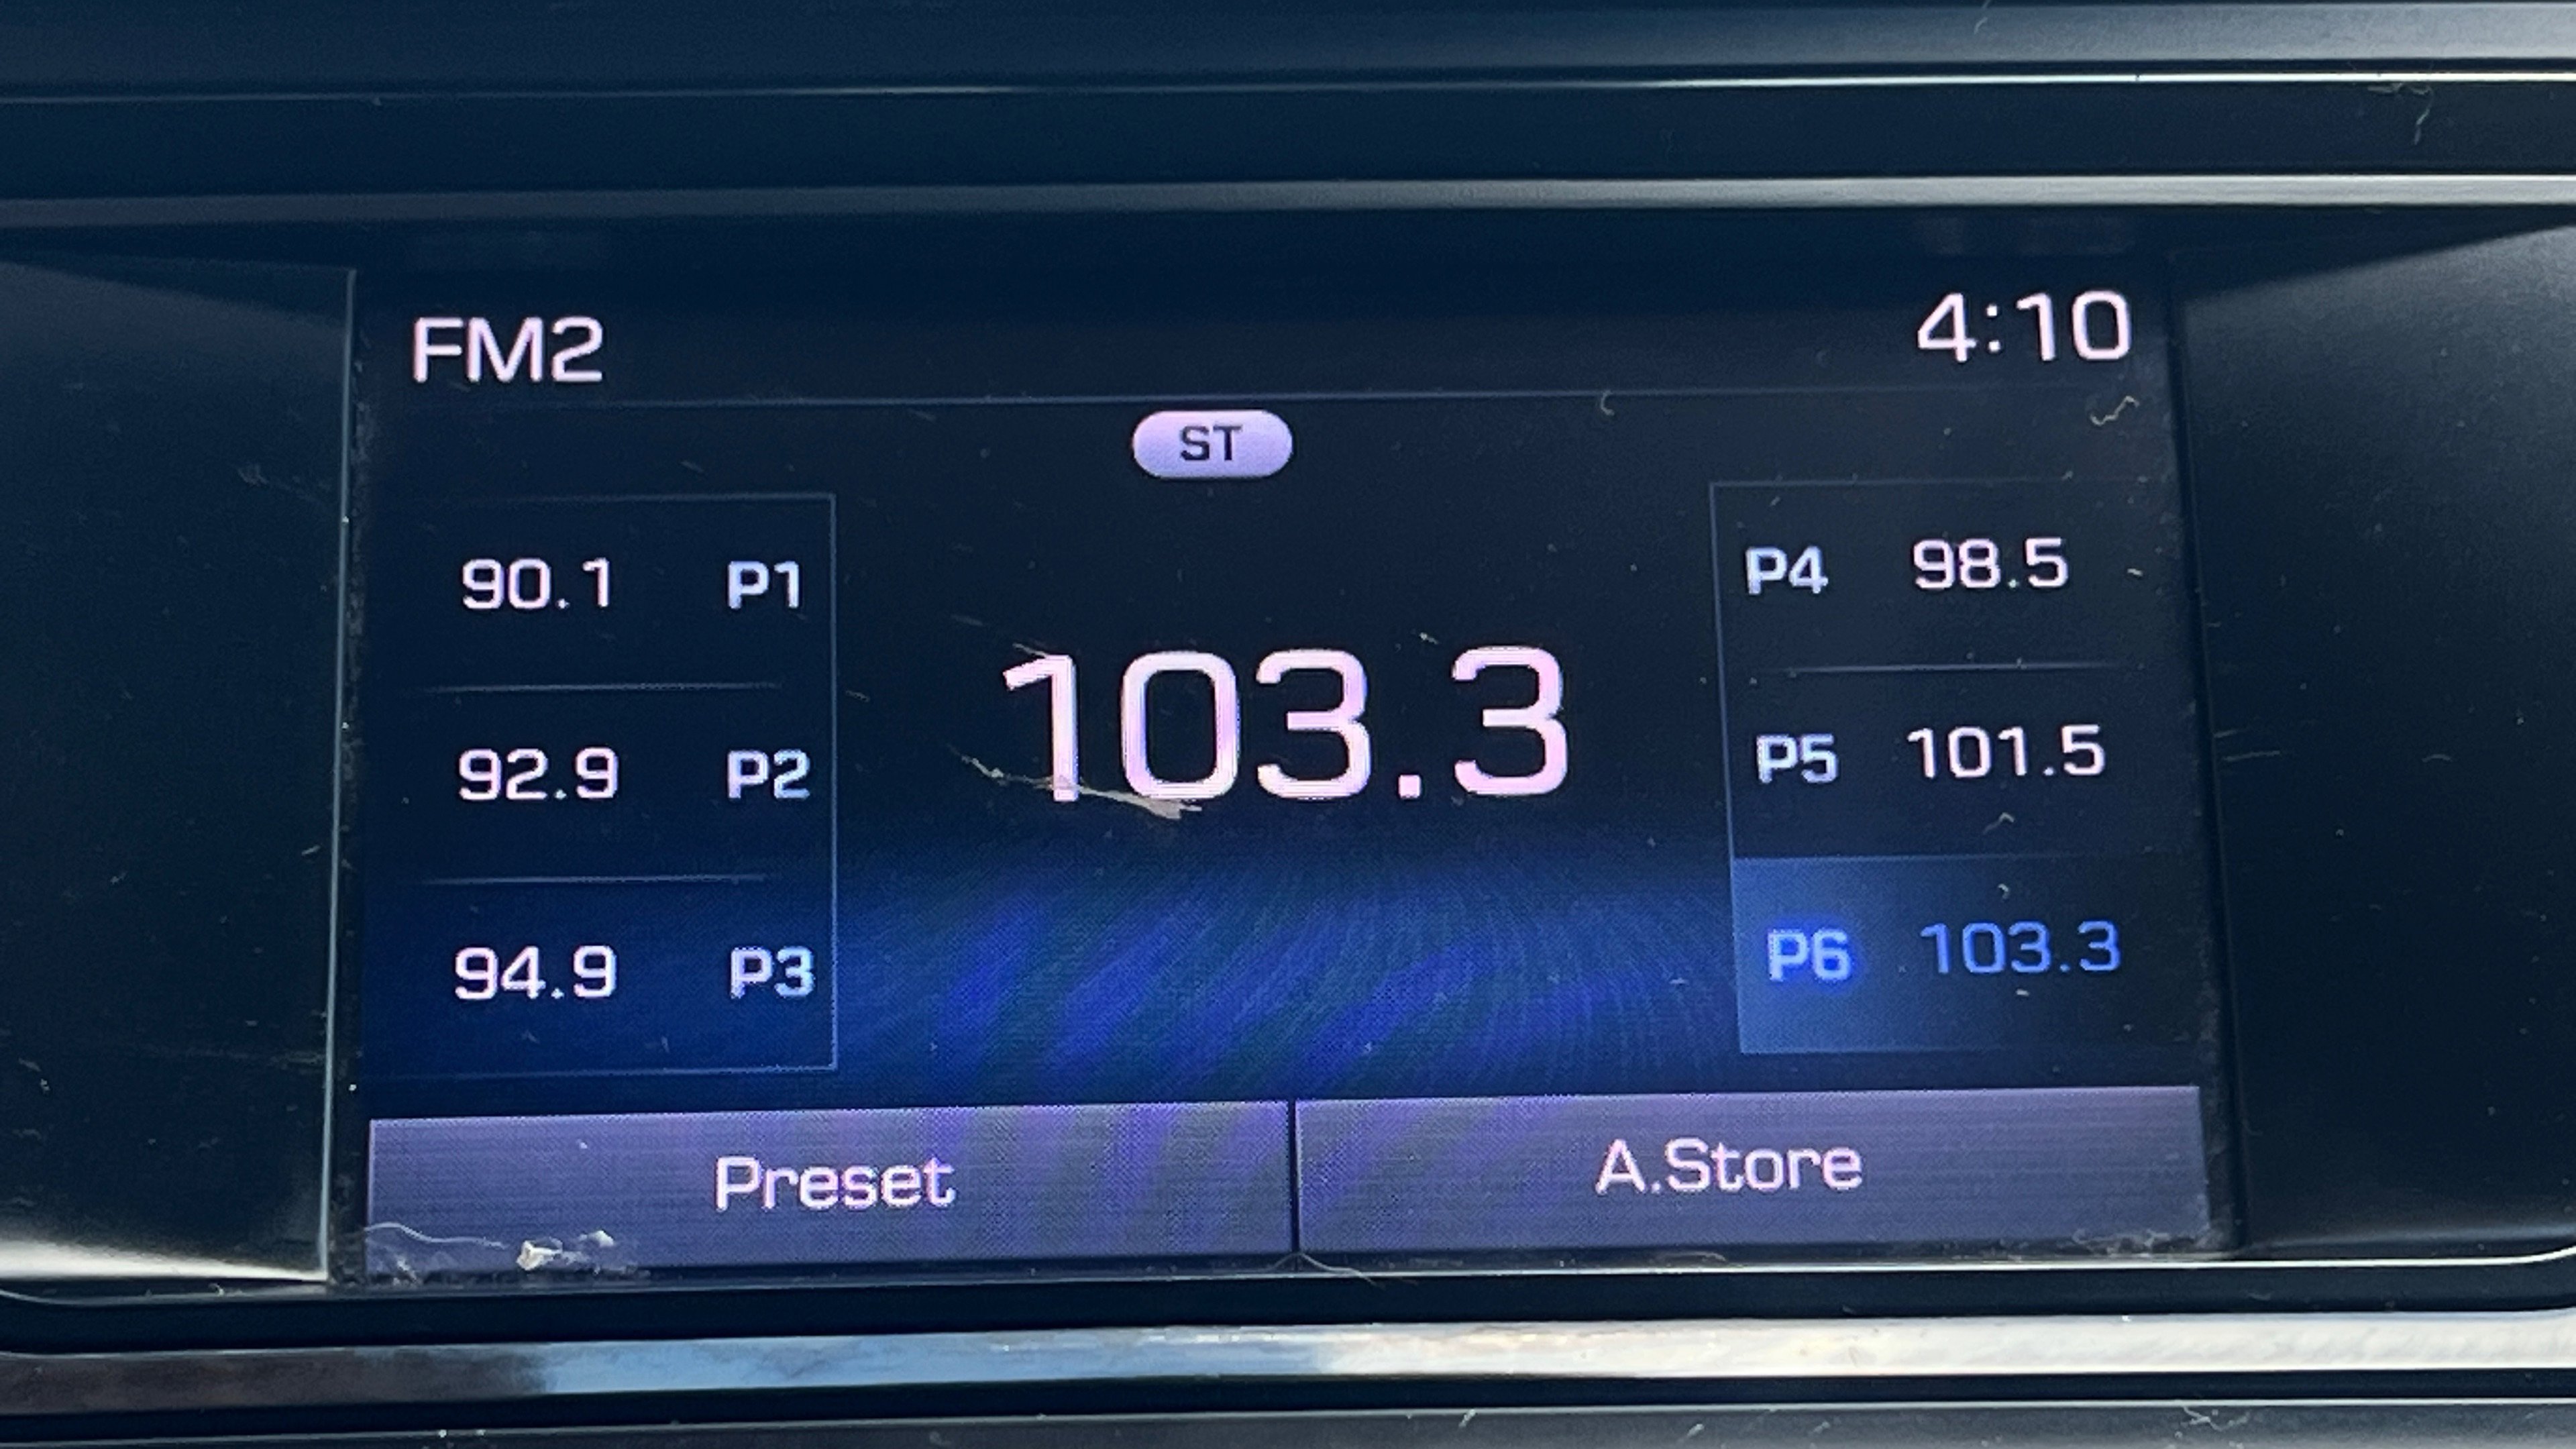 FM2 4:10
ST
90.1 P1
92.9 P2
94.9 P3
103.3
P4 98.5
P5 101.5
P6 103.3
Preset A.Store